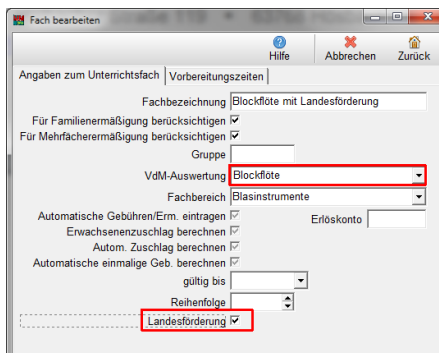 Fach bearbeiten
Hilfe Abbrechen Zurück
Angaben zum Unterrichtsfach Vorbereitungszeiten
Fachbezeichnung Blockflöte mit Landesförderung
Für Familienermäßigung berücksichtigen
Für Mehrfächerermäßigung berücksichtigen
Gruppe
VdM-Auswertung Blockflöte
Fachbereich Blasinstrumente
Automatische Gebühren/Erm. eintragen Erlöskonto
Erwachsenenzuschlag berechnen
Autom. Zuschlag berechnen
Automatische einmalige Geb. berechnen
gültig bis
Reihenfolge
Landesförderung